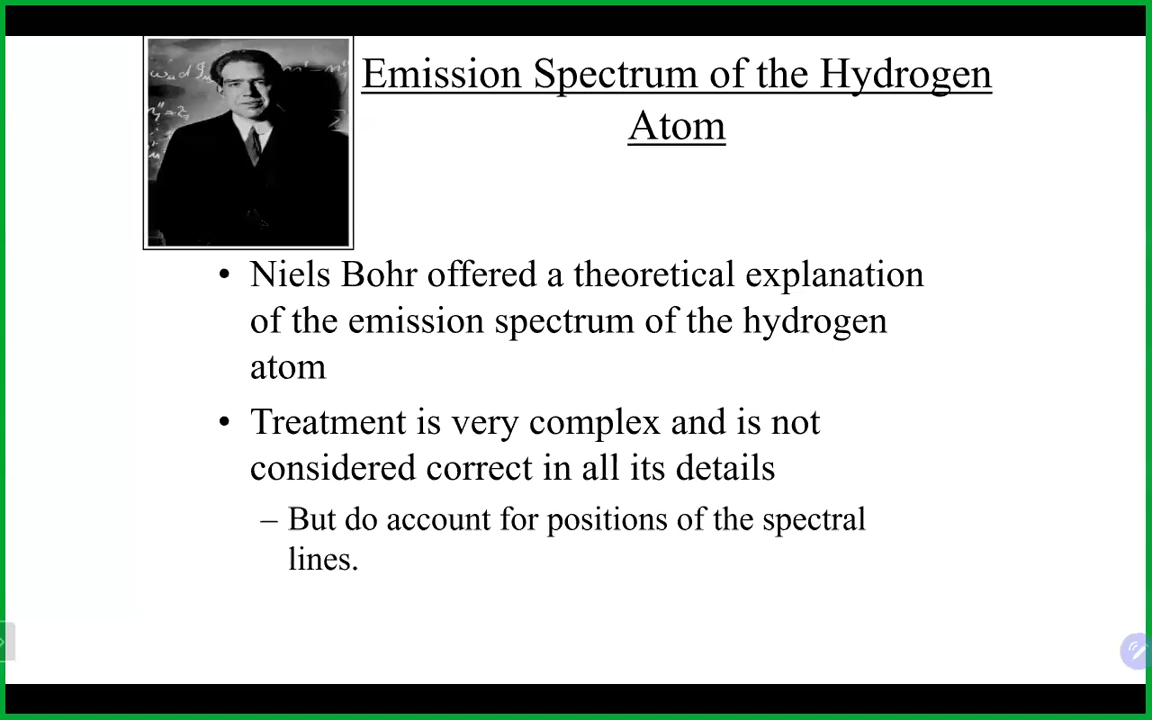 Emission Spectrum of the Hydrogen
Atom
• Niels Bohr offered a theoretical explanation
of the emission spectrum of the hydrogen
atom
• Treatment is very complex and is not
considered correct in all its details
– But do account for positions of the spectral
lines.